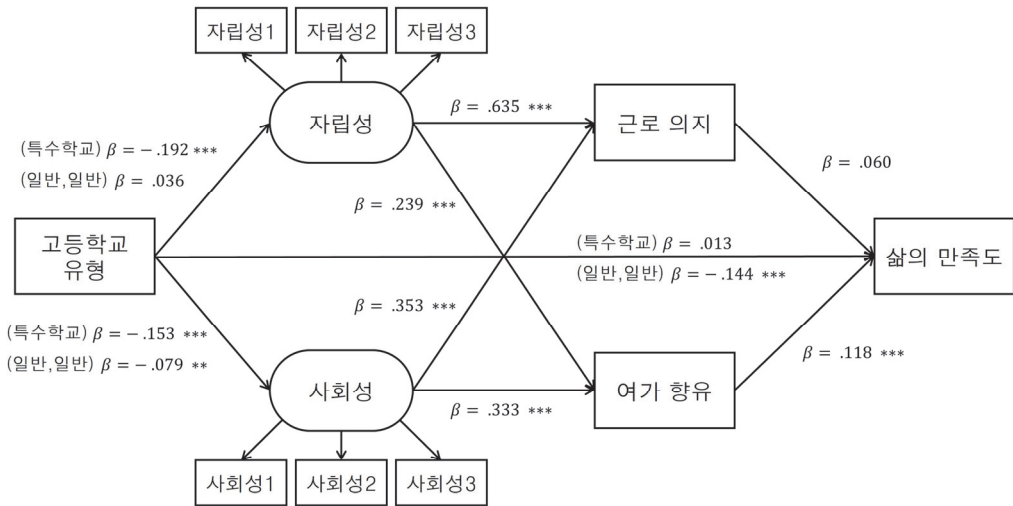 자립성1
자립성2
자립성3
자립성
β = .635 ***
근로 의지
(특수학교) β = − .192 ***
(일반,일반) β = .036
β = .060
β = .239 ***
고등학교
유형
(특수학교) β = .013
(일반,일반) β = − .144 ***
삶의 만족도
β = .353 ***
(특수학교) β = − .153 ***
(일반,일반) β = − .079 **
β = .118 ***
사회성
β = .333 ***
여가 향유
사회성1
사회성2
사회성3